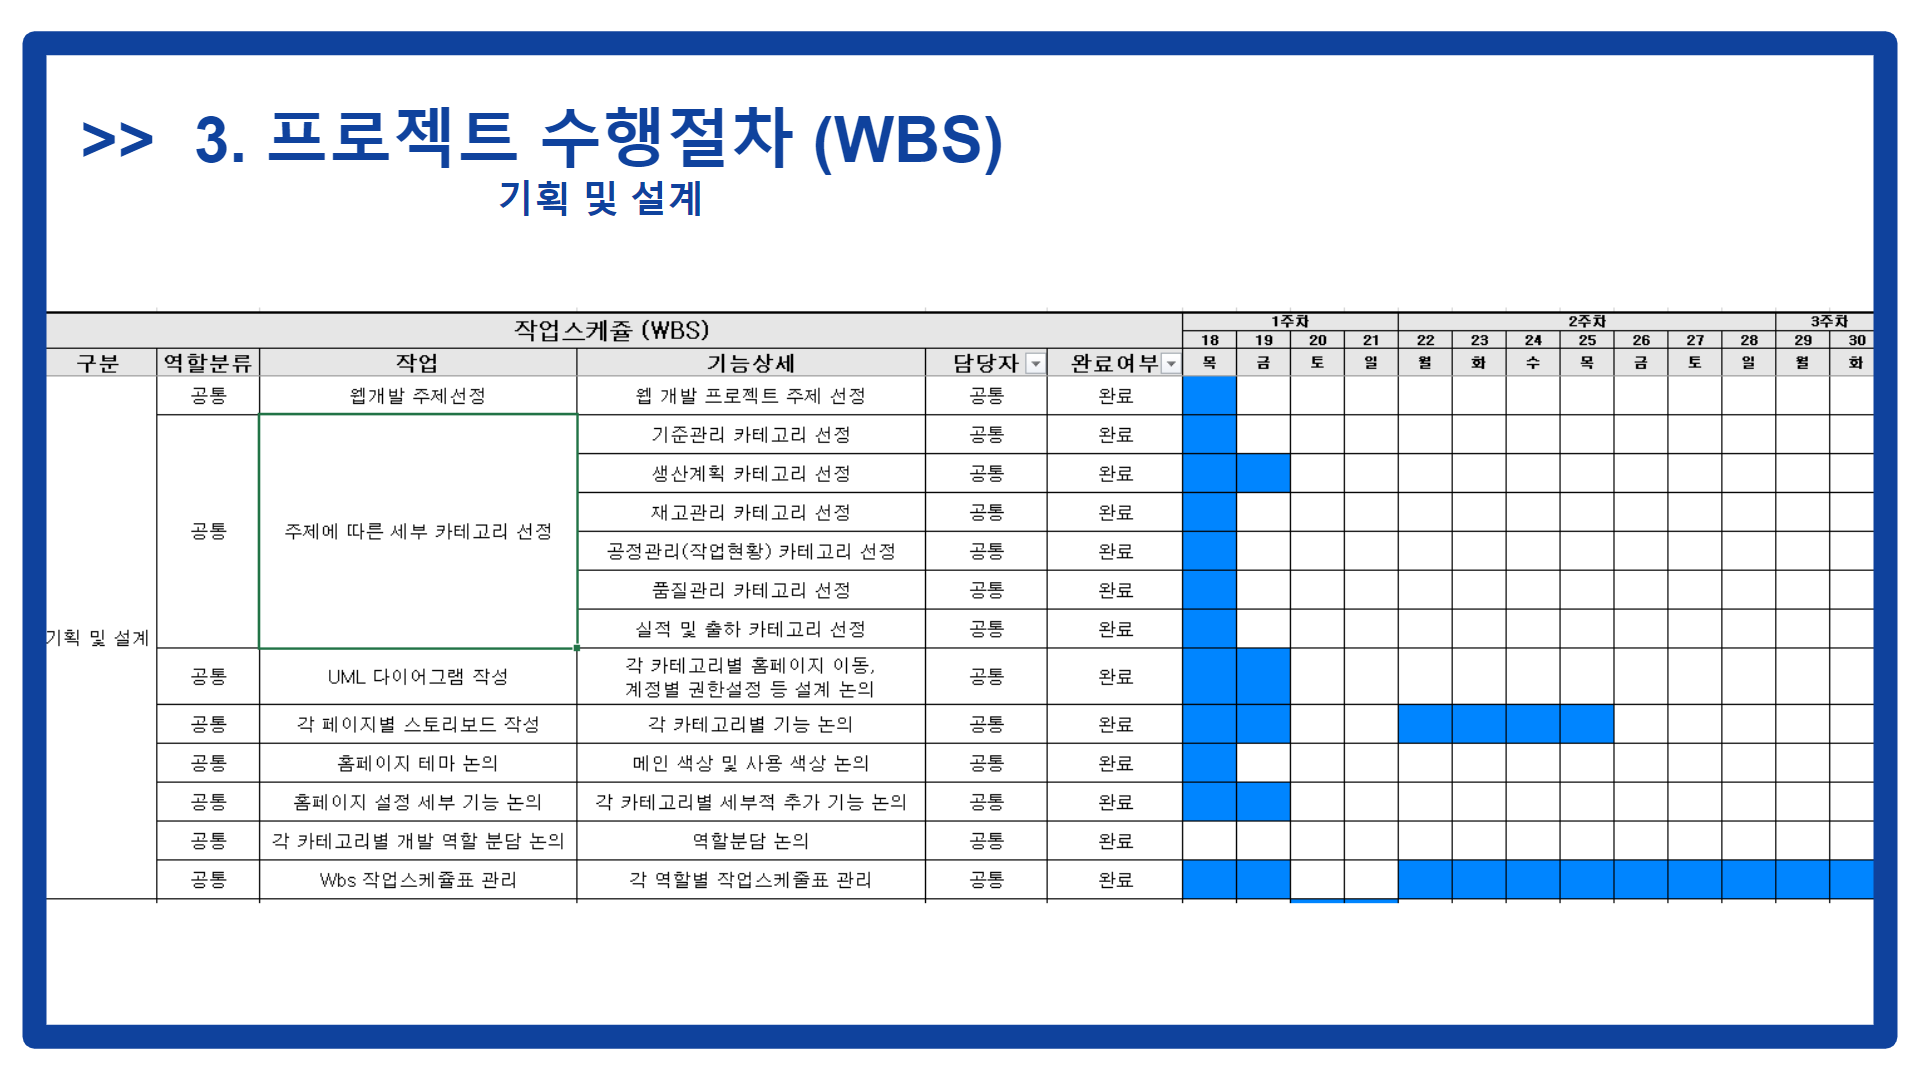 >> 3. 프로젝트 수행절차 (WBS)
기획 및 설계
작업스케쥴 (WBS) 1주차 2주차 3주차
18 19 20 21 22 23 24 25 26 27 28 29 30
구분 역할분류 작업 기능상세 담당자 완료여부 목 금 토 일 월 화 수 목 금 토 일 월 화
공통 웹개발 주제선정 웹 개발 프로젝트 주제 선정 공통 완료
기준관리 카테고리 선정 공통 완료
생산계획 카테고리 선정 공통 완료
재고관리 카테고리 선정 공통 완료
공통 주제에 따른 세부 카테고리 선정
공정관리(작업현황) 카테고리 선정 공통 완료
품질관리 카테고리 선정 공통 완료
실적 및 출하 카테고리 선정 공통 완료
기획 및 설계
공통 UML 다이어그램 작성 각 카테고리별 홈페이지 이동, 공통 완료
계정별 권한설정 등 설계 논의
공통 각 페이지별 스토리보드 작성 각 카테고리별 기능 논의 공통 완료
공통 홈페이지 테마 논의 메인 색상 및 사용 색상 논의 공통 완료
공통 홈페이지 설정 세부 기능 논의 각 카테고리별 세부적 추가 기능 논의 공통 완료
공통 각 카테고리별 개발 역할 분담 논의 역할분담 논의 공통 완료
공통 Wbs 작업스케쥴표 관리 각 역할별 작업스케줄표 관리 공통 완료